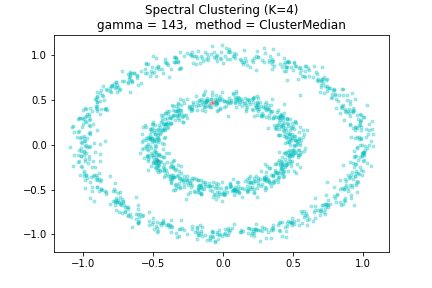 Spectral Clustering (K=4)
gamma = 143,  method = ClusterMedian
1.0
0.5
0.0
−0.5
−1.0
−1.0 −0.5 0.0 0.5 1.0